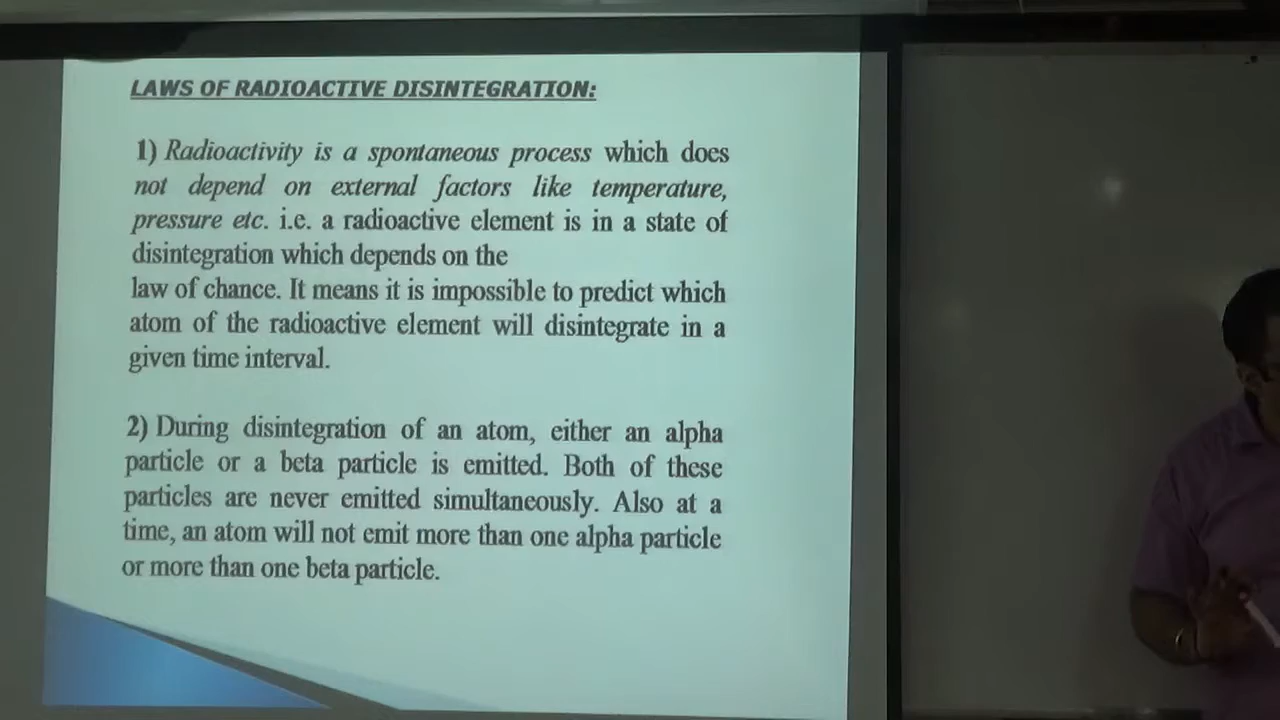 LAWS OF RADIOACTIVE DISINTEGRATION:
1) Radioactivity is a spontaneous process which does
not depend on external factors like temperature,
pressure etc. i.e. a radioactive element is in a state of
disintegration which depends on the
law of chance. It means it is impossible to predict which
atom of the radioactive element will disintegrate in a
given time interval.
2) During disintegration of an atom, either an alpha
particle or a beta particle is emitted. Both of these
particles are never emitted simultaneously. Also at a
time, an atom will not emit more than one alpha particle
or more than one beta particle.